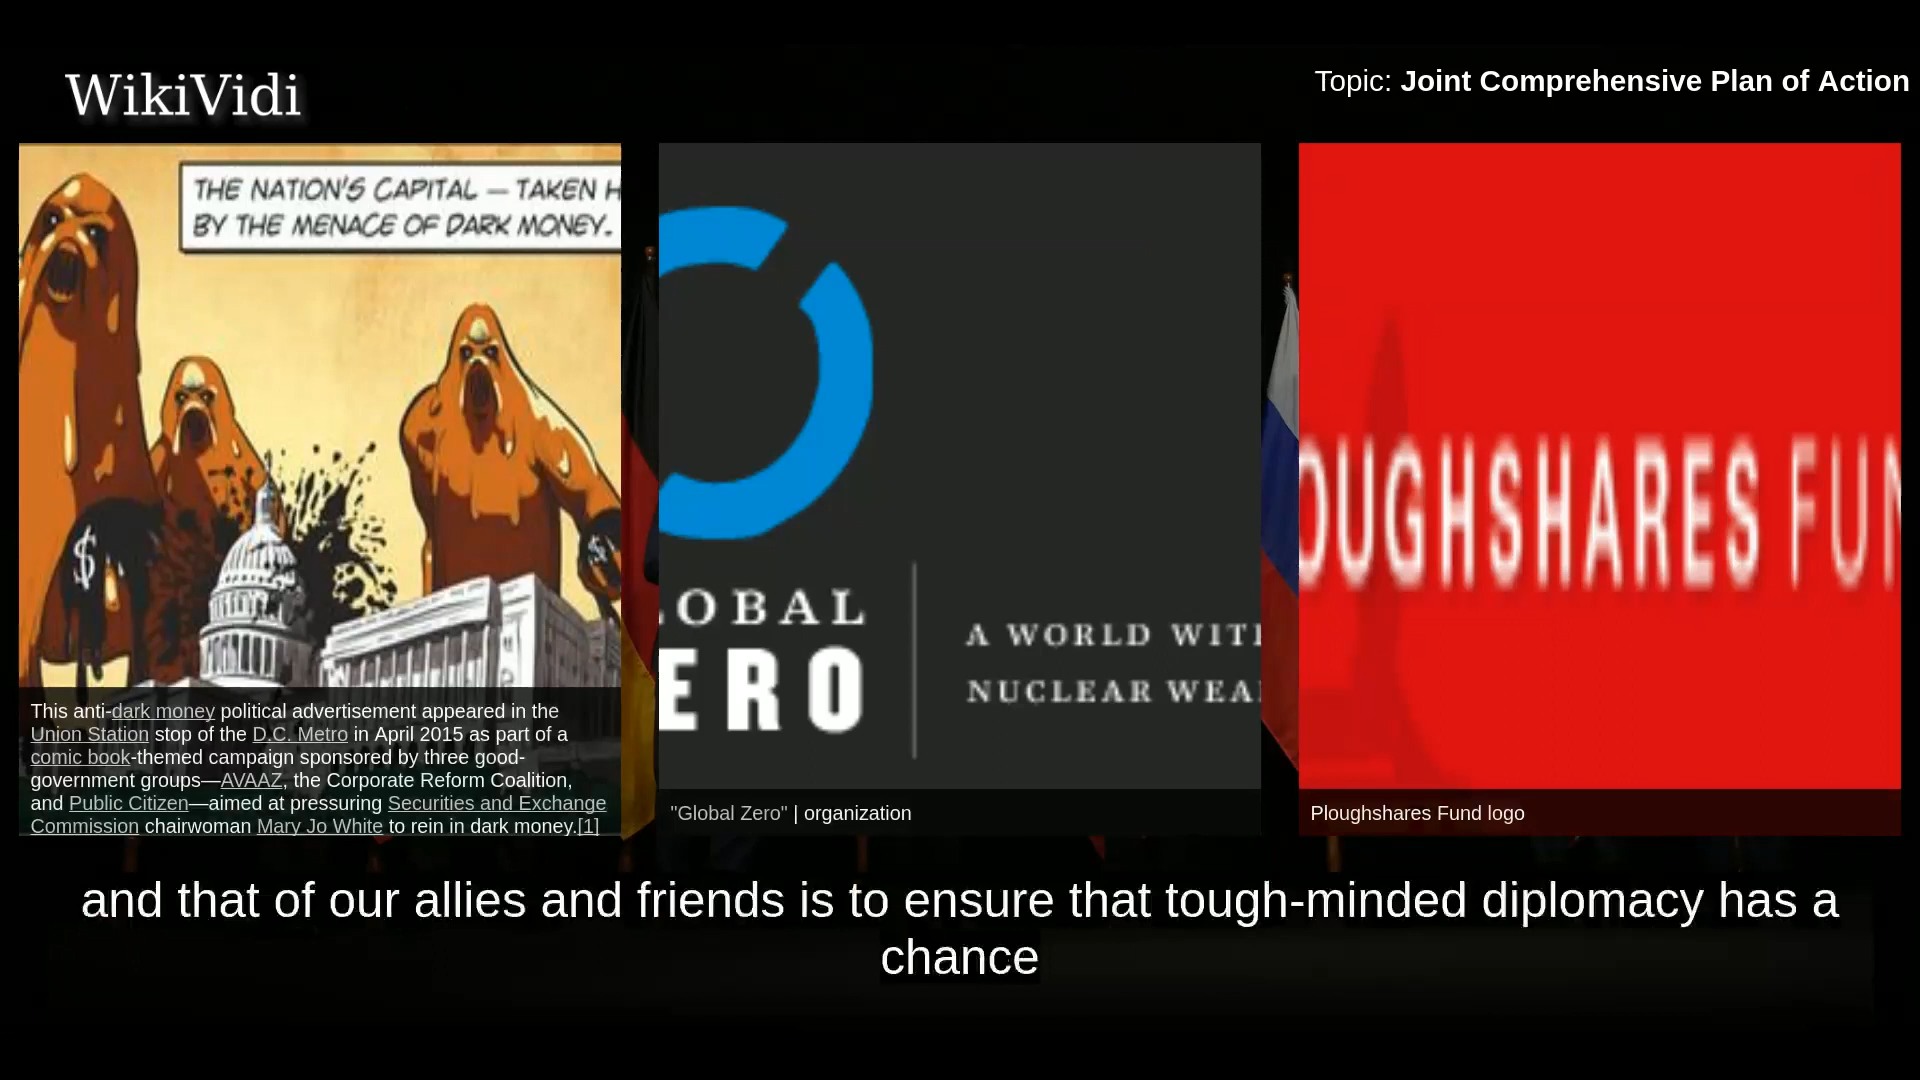 WikiVidi
Topic: Joint Comprehensive Plan of Action
THE NATION'S CAPITAL — TAKEN H
BY THE MENACE OF DARK MONEY.
$
$
This anti-dark money political advertisement appeared in the
Union Station stop of the D.C. Metro in April 2015 as part of a
comic book-themed campaign sponsored by three good-
government groups—AVAAZ, the Corporate Reform Coalition,
and Public Citizen—aimed at pressuring Securities and Exchange
Commission chairwoman Mary Jo White to rein in dark money.[1]
LOBAL
ERO
A WORLD WITH
NUCLEAR WEA
"Global Zero" | organization
OUGHSHARES FUN
Ploughshares Fund logo
and that of our allies and friends is to ensure that tough-minded diplomacy has a
chance